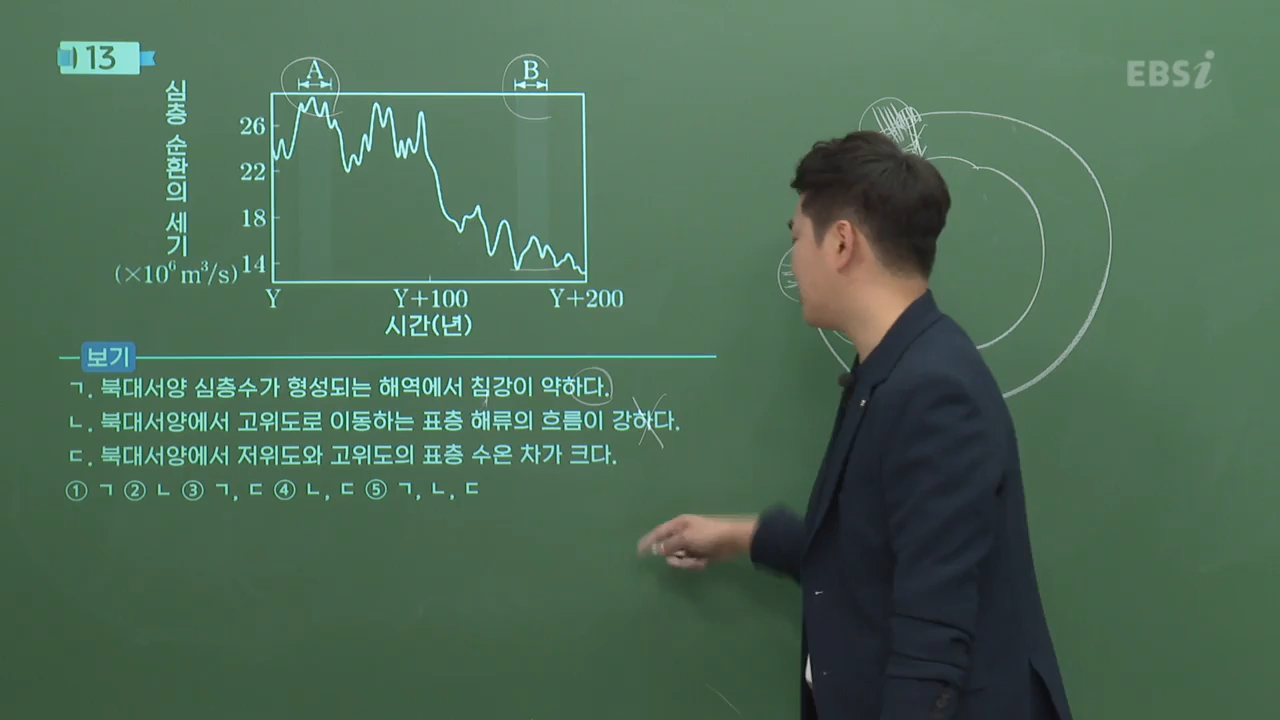 13
EBSi
A
B
심층 순환의 세기
(×10⁶ m³/s)
26
22
18
14
Y
Y+100
Y+200
시간(년)
보기
ㄱ. 북대서양 심층수가 형성되는 해역에서 침강이 약하다.
ㄴ. 북대서양에서 고위도로 이동하는 표층 해류의 흐름이 강하다.
ㄷ. 북대서양에서 저위도와 고위도의 표층 수온 차가 크다.
① ㄱ ② ㄴ ③ ㄱ, ㄷ ④ ㄴ, ㄷ ⑤ ㄱ, ㄴ, ㄷ